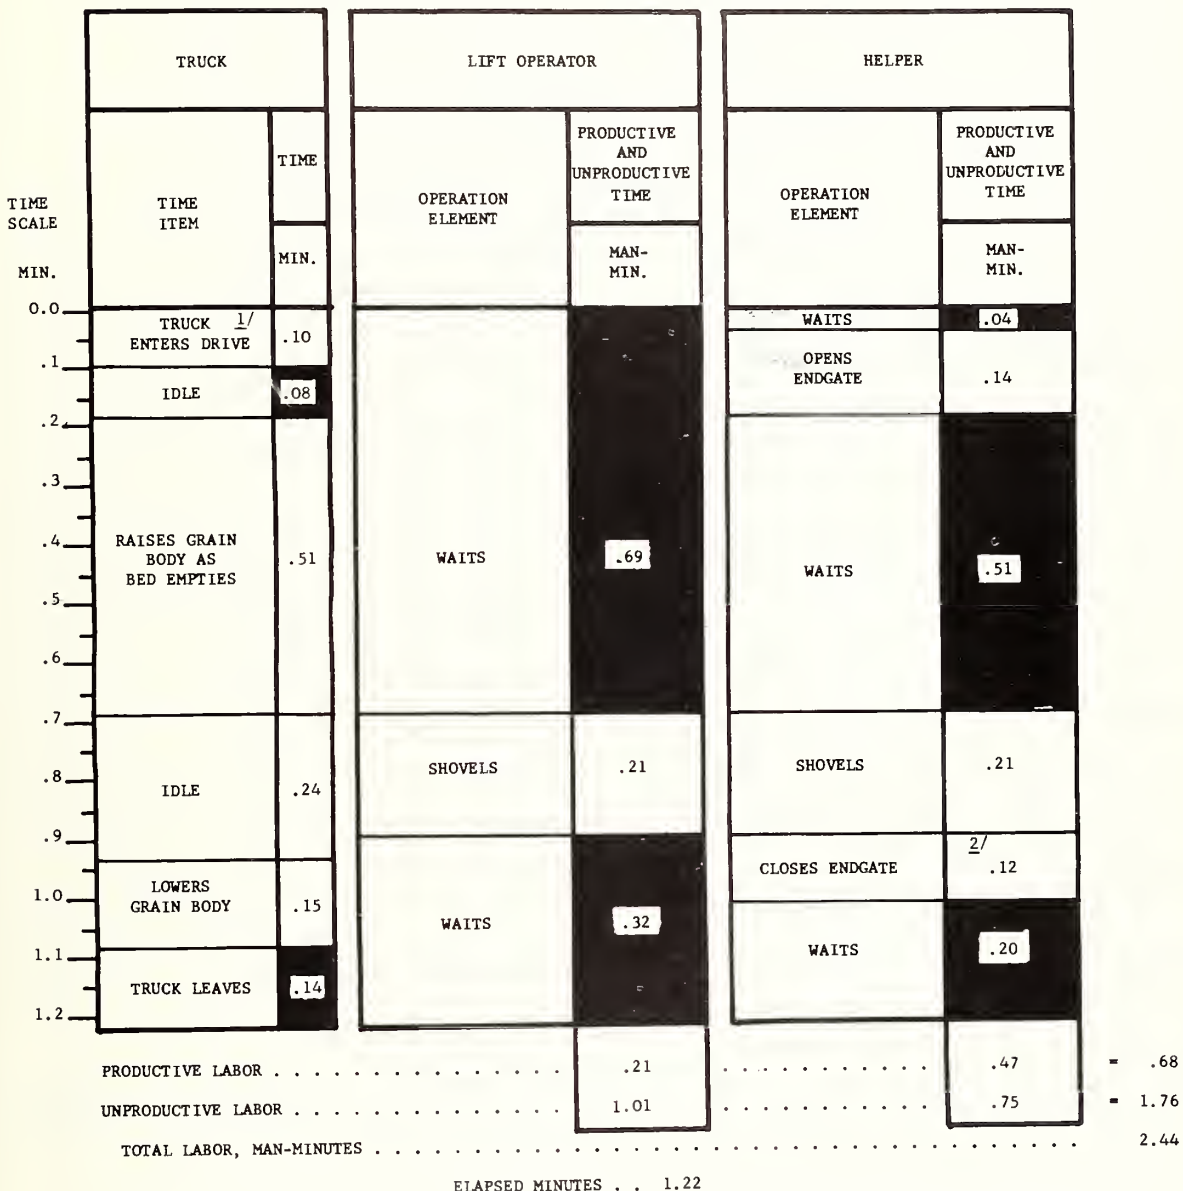 TRUCK
LIFT OPERATOR
HELPER
TIME
SCALE
MIN.
TIME
ITEM
TIME
MIN.
OPERATION
ELEMENT
PRODUCTIVE
AND
UNPRODUCTIVE
TIME
MAN-
MIN.
OPERATION
ELEMENT
PRODUCTIVE
AND
UNPRODUCTIVE
TIME
MAN-
MIN.
0.0
.1
.2
.3
.4
.5
.6
.7
.8
.9
1.0
1.1
1.2
TRUCK 1/
ENTERS DRIVE
.10
IDLE
.08
RAISES GRAIN
BODY AS
BED EMPTIES
.51
IDLE
.24
LOWERS
GRAIN BODY
.15
TRUCK LEAVES
.14
WAITS
.69
SHOVELS
.21
WAITS
.32
WAITS
.04
OPENS
ENDGATE
.14
WAITS
.51
SHOVELS
.21
CLOSES ENDGATE
2/
.12
WAITS
.20
PRODUCTIVE LABOR . . . . . . . . . . . . . . . . . .21 . . . . . . . . . . . . .47 = .68
UNPRODUCTIVE LABOR . . . . . . . . . . . . . . . . 1.01 . . . . . . . . . . . . .75 = 1.76
TOTAL LABOR, MAN-MINUTES . . . . . . . . . . . . . . . . . . . . . . . . . . . . . . . . . . . . 2.44
ELAPSED MINUTES . . 1.22